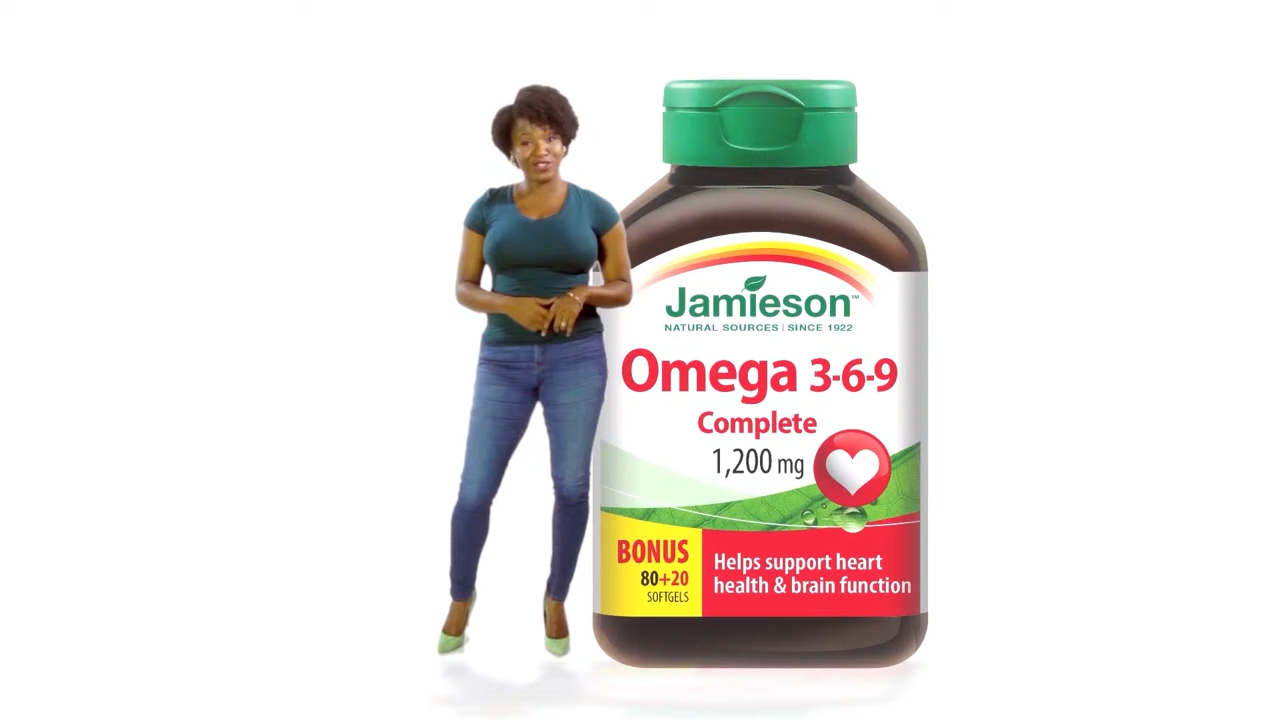 Jamieson™
NATURAL SOURCES | SINCE 1922
Omega 3-6-9
Complete
1,200 mg
BONUS
80+20
SOFTGELS
Helps support heart
health & brain function